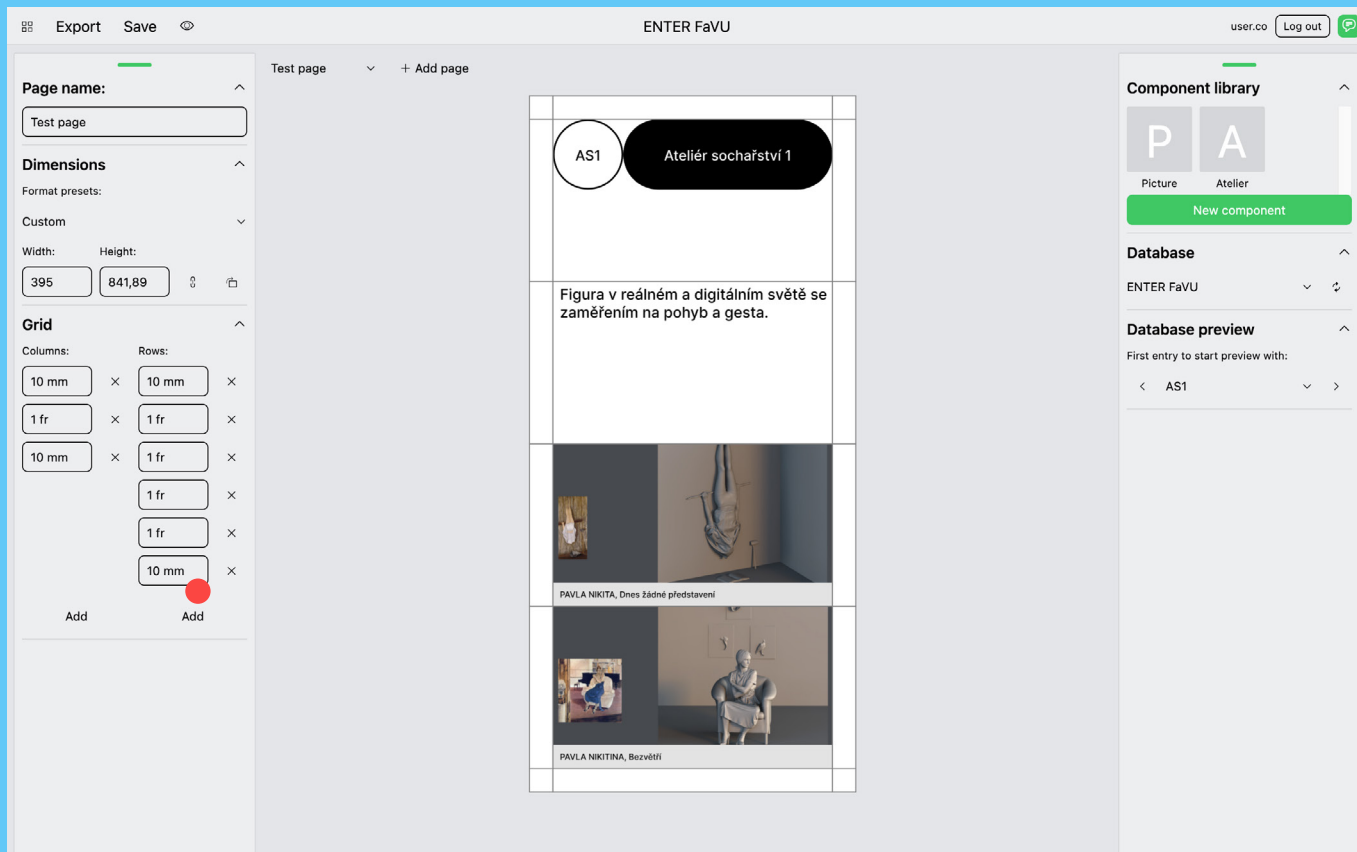 Export Save ENTER FaVU user.co Log out
Test page + Add page
Page name:
Test page
Dimensions
Format presets:
Custom
Width: Height:
395 841,89
Grid
Columns: Rows:
10 mm 10 mm
1 fr 1 fr
10 mm 1 fr
1 fr
1 fr
10 mm
Add Add
AS1 Ateliér sochařství 1
Figura v reálném a digitálním světě se
zaměřením na pohyb a gesta.
PAVLA NIKITA, Dnes žádné představení
PAVLA NIKITINA, Bezvětří
Component library
P A
Picture Atelier
New component
Database
ENTER FaVU
Database preview
First entry to start preview with:
AS1